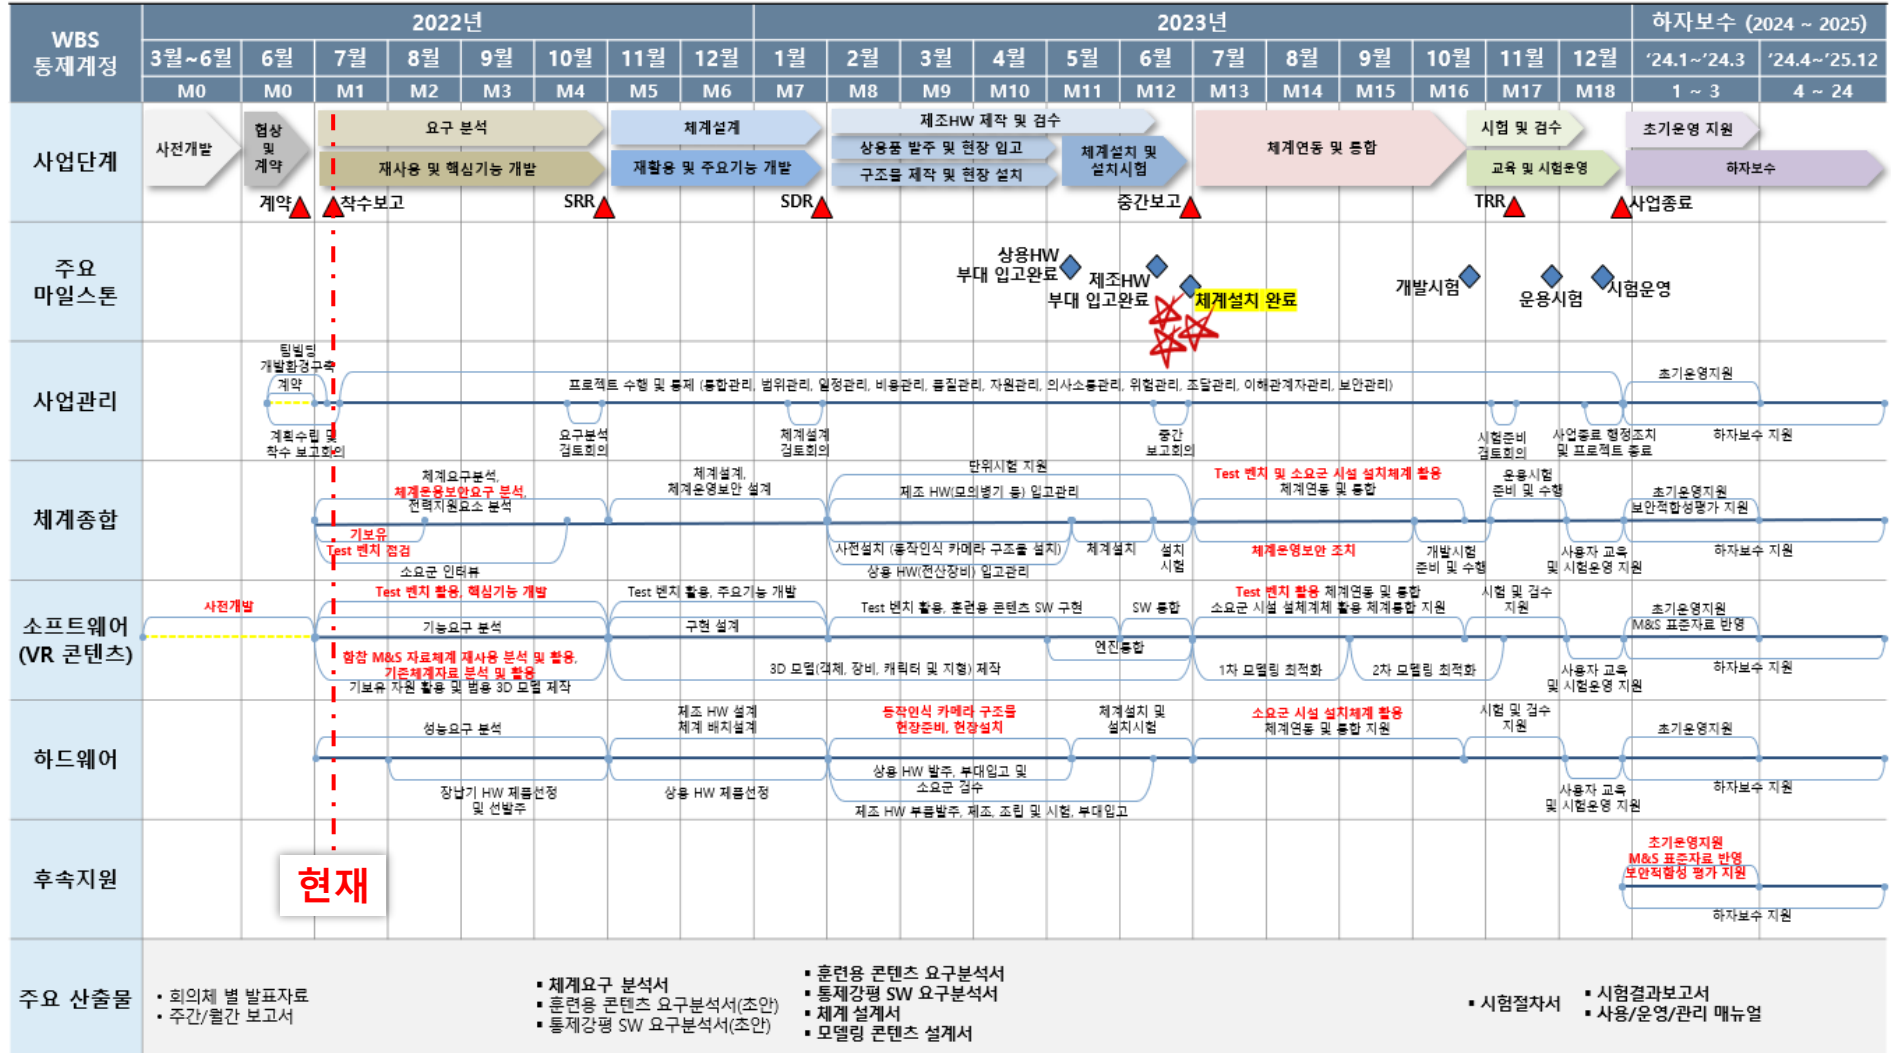 WBS
통제계정
2022년
2023년
하자보수 (2024 ~ 2025)
3월~6월
6월
7월
8월
9월
10월
11월
12월
1월
2월
3월
4월
5월
6월
7월
8월
9월
10월
11월
12월
‘24.1~‘24.3
‘24.4~‘25.12
M0
M0
M1
M2
M3
M4
M5
M6
M7
M8
M9
M10
M11
M12
M13
M14
M15
M16
M17
M18
1 ~ 3
4 ~ 24
사업단계
사전개발
협상
및
계약
요구 분석
재사용 및 핵심기능 개발
체계설계
재활용 및 주요기능 개발
제조HW 제작 및 검수
상용품 발주 및 현장 입고
구조물 제작 및 현장 설치
체계설치 및
설치시험
체계연동 및 통합
시험 및 검수
교육 및 시험운영
초기운영 지원
하자보수
계약
착수보고
SRR
SDR
중간보고
TRR
사업종료
주요
마일스톤
상용HW
부대 입고완료
제조HW
부대 입고완료
체계설치 완료
개발시험
운용시험
시험운영
사업관리
팀빌딩
개발환경구축
계약
계획수립 및
착수 보고회의
프로젝트 수행 및 통제 (통합관리, 범위관리, 일정관리, 비용관리, 품질관리, 자원관리, 의사소통관리, 위험관리, 조달관리, 이해관계자관리, 보안관리)
요구분석
검토회의
체계설계
검토회의
중간
보고회의
시험준비
검토회의
사업종료 행정조치
및 프로젝트 종료
초기운영지원
하자보수 지원
체계종합
체계요구분석,
체계운용보안요구 분석,
전력지원요소 분석
기보유
Test 벤치 점검
소요군 인터뷰
체계설계,
체계운영보안 설계
단위시험 지원
제조 HW(모의병기 등) 입고관리
사전설치 (동작인식 카메라 구조물 설치)
상용 HW(전산장비) 입고관리
체계설치
설치
시험
Test 벤치 및 소요군 시설 설치체계 활용
체계연동 및 통합
체계운영보안 조치
개발시험
준비 및 수행
운용시험
준비 및 수행
사용자 교육
및 시험운영 지원
초기운영지원
보안적합성평가 지원
하자보수 지원
소프트웨어
(VR 콘텐츠)
사전개발
Test 벤치 활용, 핵심기능 개발
기능요구 분석
합참 M&S 자료체계 재사용 분석 및 활용,
기존체계자료 분석 및 활용
기보유 자원 활용 및 범용 3D 모델 제작
Test 벤치 활용, 주요기능 개발
구현 설계
Test 벤치 활용, 훈련용 콘텐츠 SW 구현
SW 통합
엔진통합
3D 모델(객체, 장비, 캐릭터 및 지형) 제작
Test 벤치 활용 체계연동 및 통합
소요군 시설 설체계체 활용 체계통합 지원
1차 모델링 최적화
2차 모델링 최적화
시험 및 검수
지원
사용자 교육
및 시험운영 지원
초기운영지원
M&S 표준자료 반영
하자보수 지원
하드웨어
성능요구 분석
장납기 HW 제품선정
및 선발주
제조 HW 설계
체계 배치설계
상용 HW 제품선정
동작인식 카메라 구조물
현장준비, 현장설치
상용 HW 발주, 부대입고 및
소요군 검수
제조 HW 부품발주, 제조, 조립 및 시험, 부대입고
체계설치 및
설치시험
소요군 시설 설치체계 활용
체계연동 및 통합 지원
시험 및 검수
지원
사용자 교육
및 시험운영 지원
초기운영지원
하자보수 지원
후속지원
현재
초기운영지원
M&S 표준자료 반영
보안적합성 평가 지원
하자보수 지원
주요 산출물
• 회의체 별 발표자료
• 주간/월간 보고서
▪ 체계요구 분석서
▪ 훈련용 콘텐츠 요구분석서(초안)
▪ 통제강평 SW 요구분석서(초안)
▪ 훈련용 콘텐츠 요구분석서
▪ 통제강평 SW 요구분석서
▪ 체계 설계서
▪ 모델링 콘텐츠 설계서
▪ 시험절차서
▪ 시험결과보고서
▪ 사용/운영/관리 매뉴얼